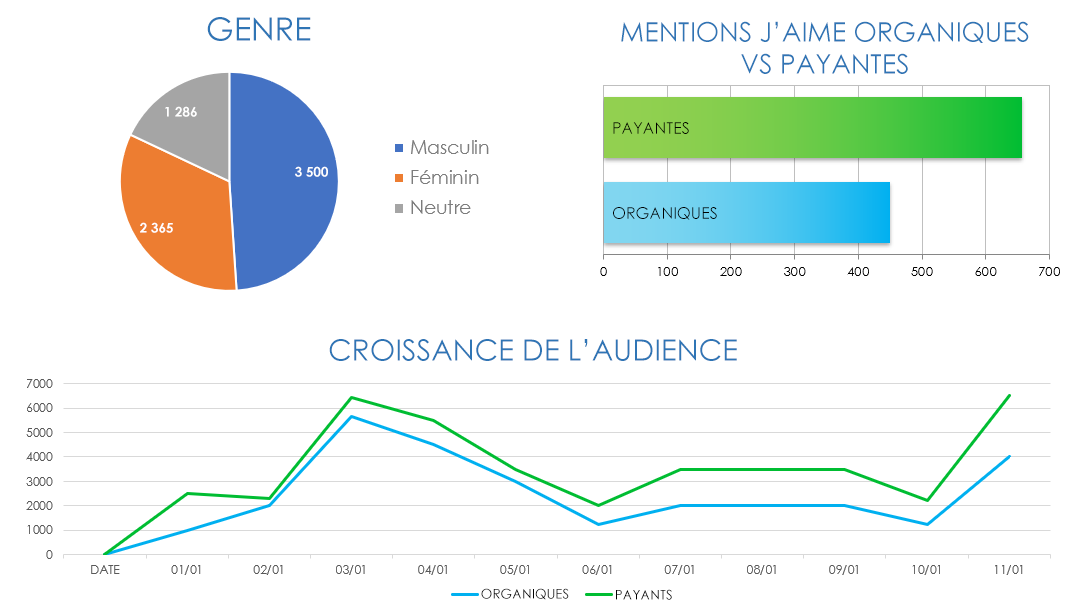 GENRE
1 286
3 500
2 365
Masculin
Féminin
Neutre
MENTIONS J’AIME ORGANIQUES
VS PAYANTES
PAYANTES
ORGANIQUES
0 100 200 300 400 500 600 700
CROISSANCE DE L’AUDIENCE
7000
6000
5000
4000
3000
2000
1000
0
DATE 01/01 02/01 03/01 04/01 05/01 06/01 07/01 08/01 09/01 10/01 11/01
ORGANIQUES PAYANTS